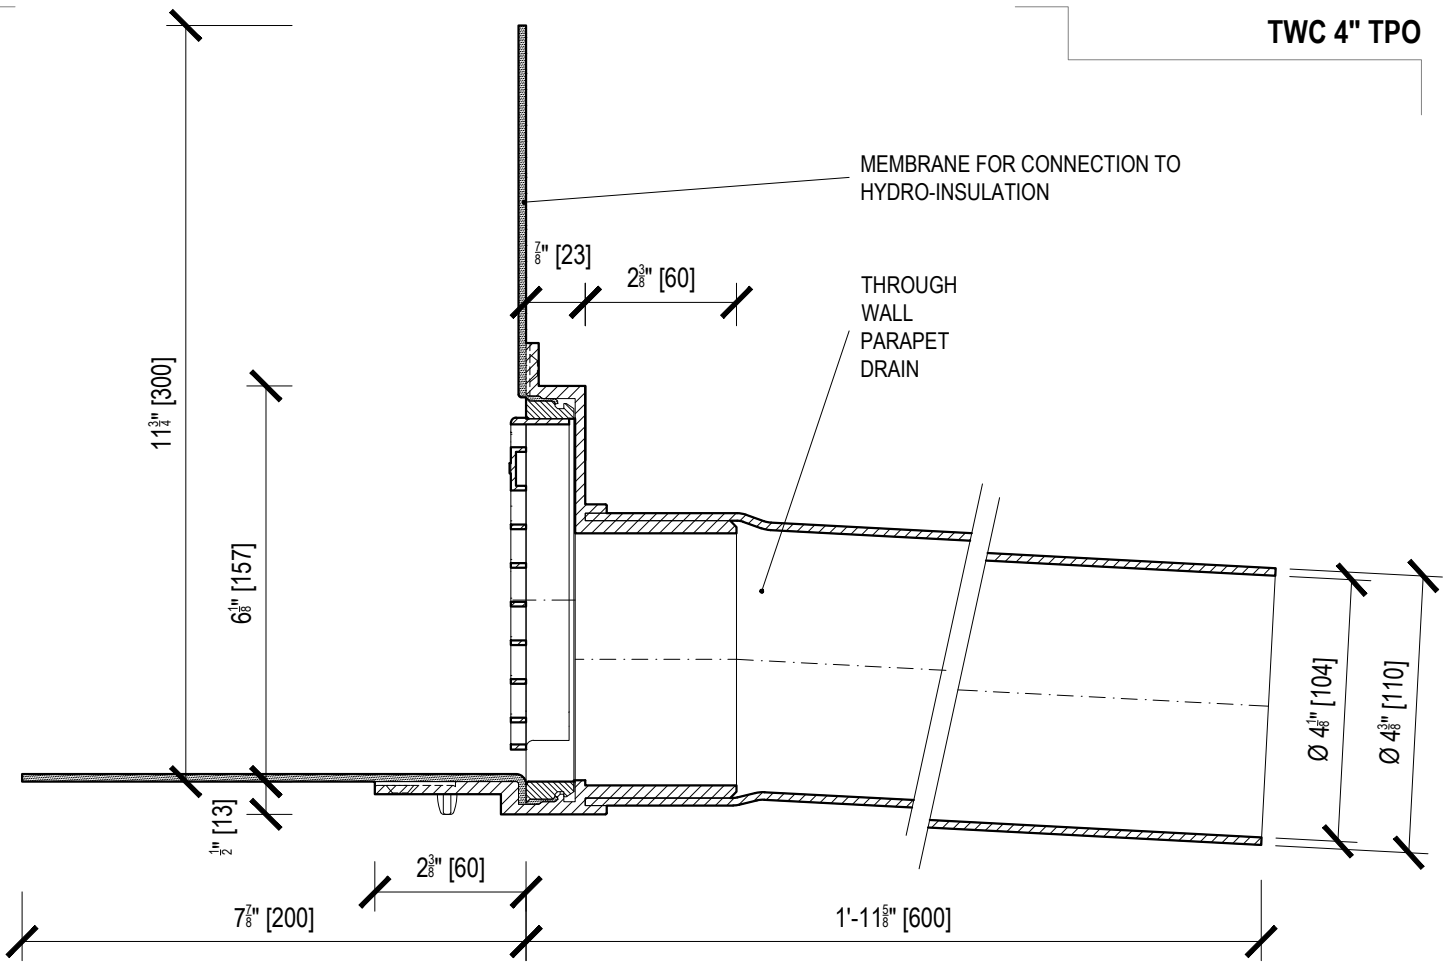 TWC 4" TPO
MEMBRANE FOR CONNECTION TO
HYDRO-INSULATION
7/8" [23]
2 3/8" [60]
THROUGH
WALL
PARAPET
DRAIN
11 3/4" [300]
6 1/8" [157]
1/2" [13]
Ø 4 1/8" [104]
Ø 4 3/8" [110]
2 3/8" [60]
7 7/8" [200]
1'-11 5/8" [600]